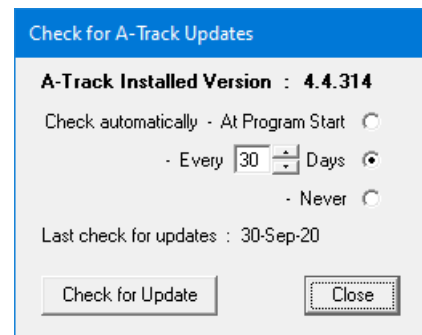 Check for A-Track Updates
A-Track Installed Version : 4.4.314
Check automatically - At Program Start
- Every 30 Days
- Never
Last check for updates : 30-Sep-20
Check for Update Close